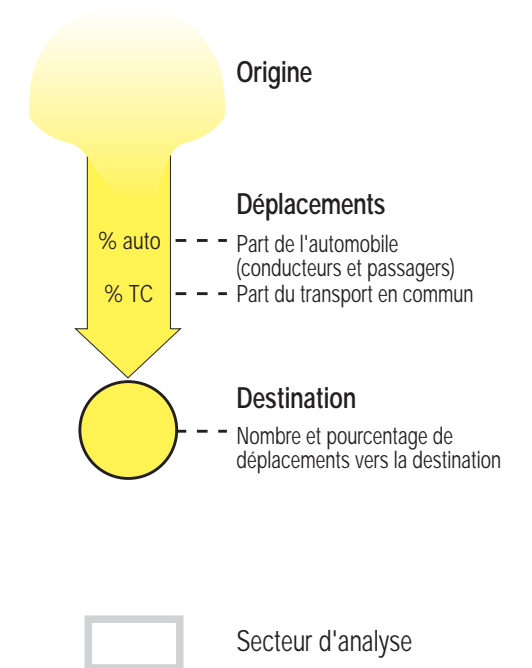 Origine
Déplacements
% auto
Part de l'automobile
(conducteurs et passagers)
% TC
Part du transport en commun
Destination
Nombre et pourcentage de
déplacements vers la destination
Secteur d'analyse